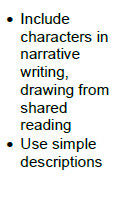 • Include
characters in
narrative
writing,
drawing from
shared
reading
• Use simple
descriptions